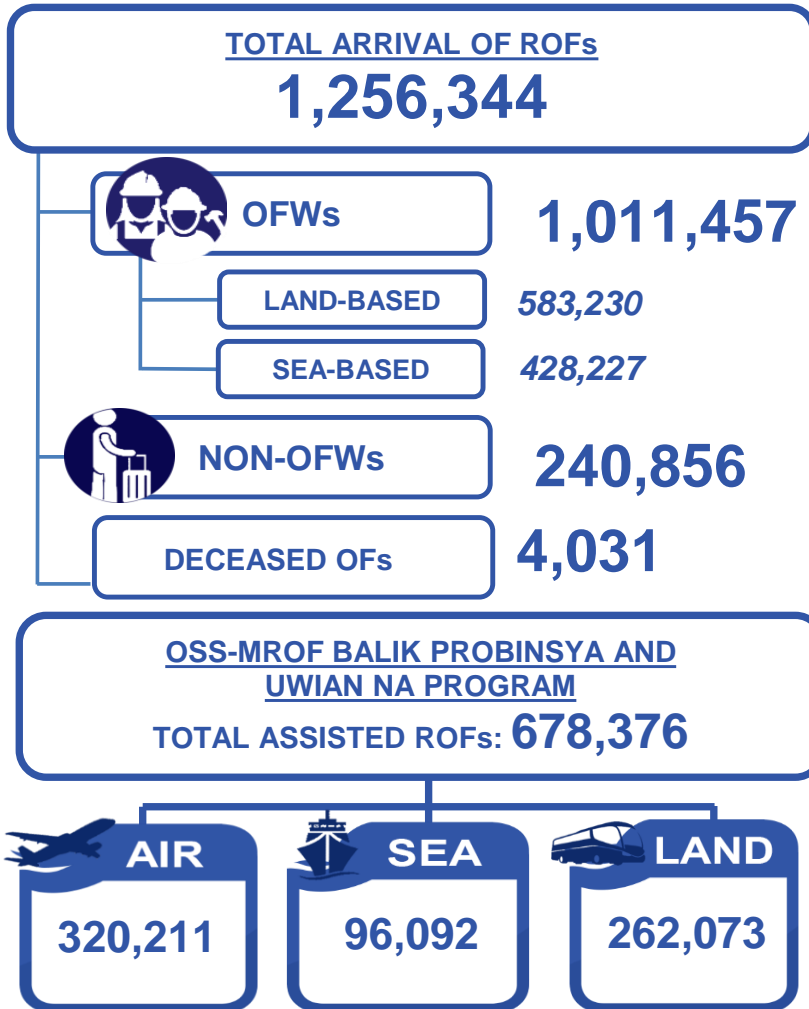 TOTAL ARRIVAL OF ROFs
1,256,344
OFWs 1,011,457
LAND-BASED 583,230
SEA-BASED 428,227
NON-OFWs 240,856
DECEASED OFs 4,031
OSS-MROF BALIK PROBINSYA AND
UWIAN NA PROGRAM
TOTAL ASSISTED ROFs: 678,376
AIR
320,211
SEA
96,092
LAND
262,073